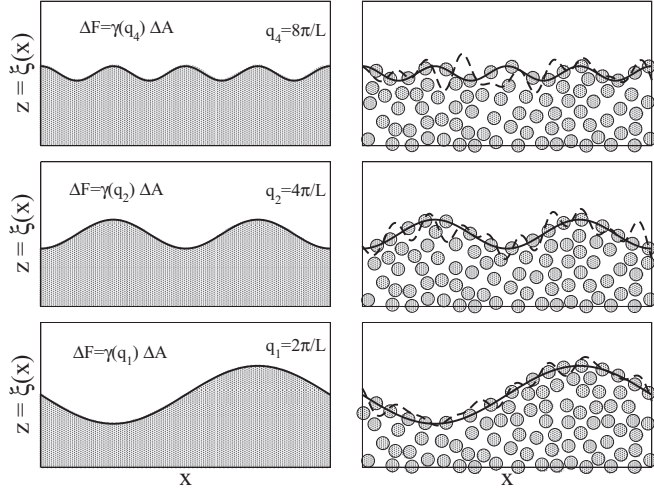 ΔF=γ(q₄) ΔA
q₄=8π/L
z = ξ(x)
ΔF=γ(q₂) ΔA
q₂=4π/L
z = ξ(x)
ΔF=γ(q₁) ΔA
q₁=2π/L
z = ξ(x)
x
x